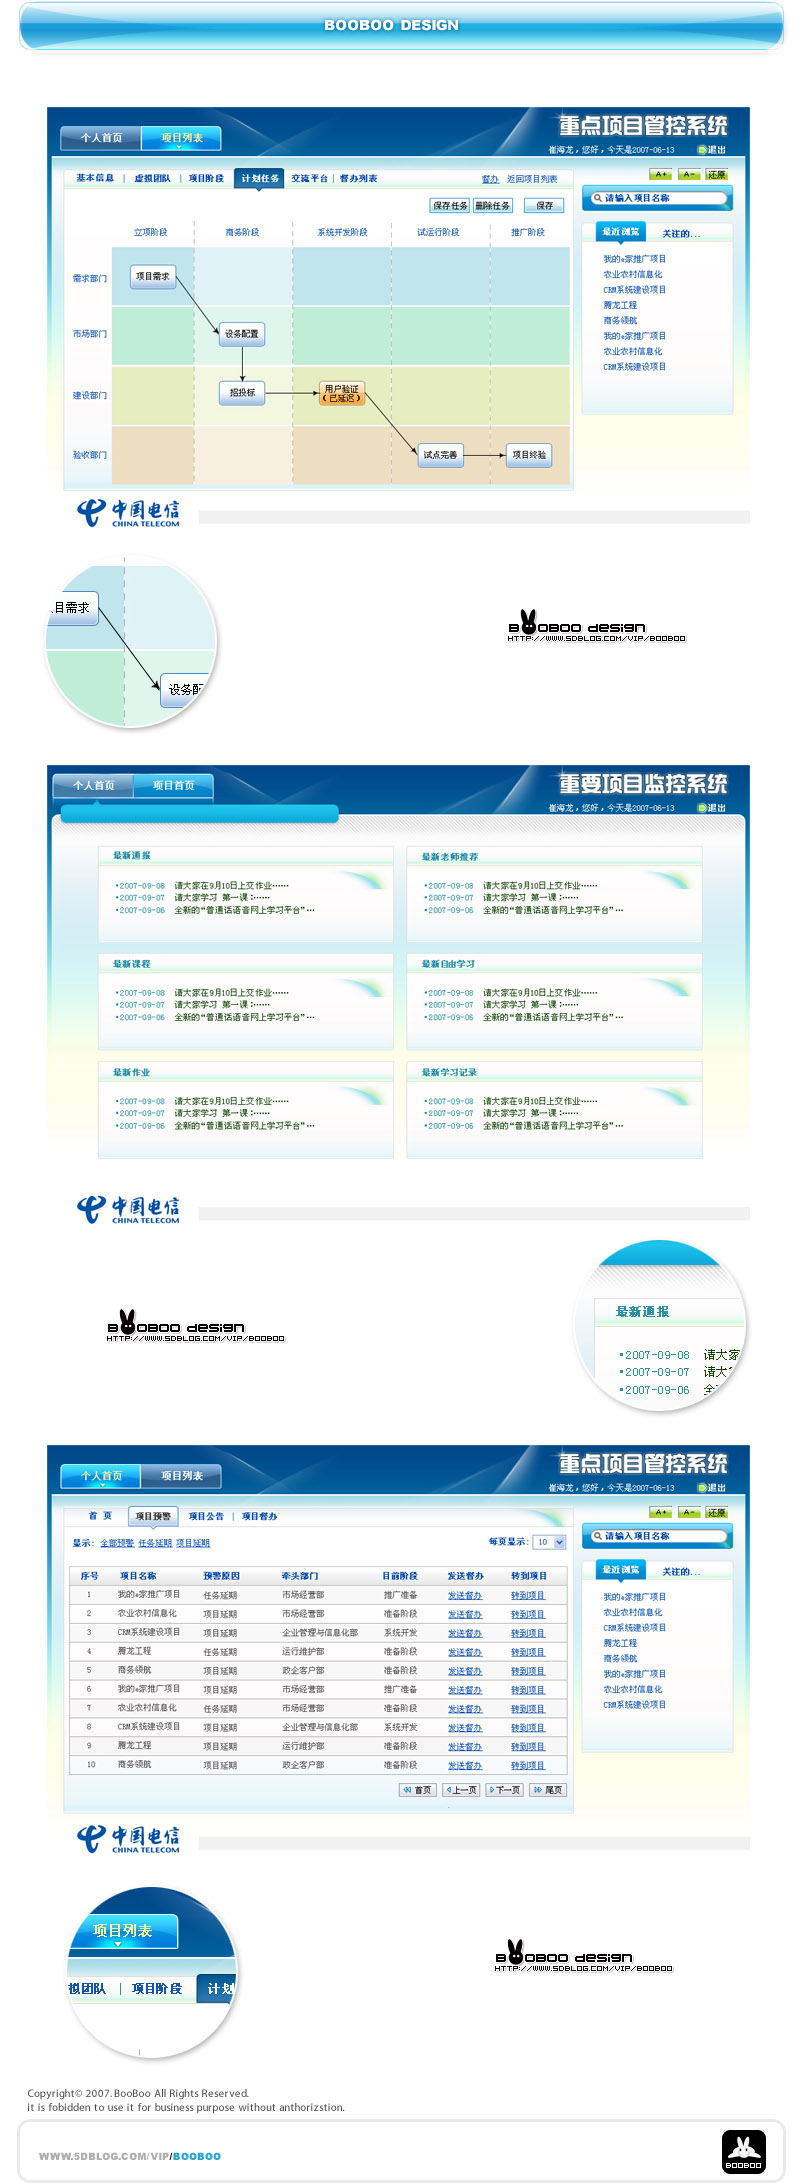 BOOBOO DESIGN
个人首页 项目列表
重点项目管控系统
崔海龙，您好，今天是2007-06-13 退出
基本信息 | 虚拟团队 | 项目阶段 计划任务 交流平台 | 督办列表 督办 返回项目列表
A+ A- 还原
请输入项目名称
保存任务 删除任务 保存
立项阶段 商务阶段 系统开发阶段 试运行阶段 推广阶段
需求部门
市场部门
建设部门
验收部门
项目需求
设务配置
招投标
用户验证
(已延迟)
试点完善
项目终验
最近浏览 关注的...
我的e家推广项目
农业农村信息化
CRM系统建设项目
腾龙工程
商务领航
我的e家推广项目
农业农村信息化
CRM系统建设项目
中国电信
CHINA TELECOM
目需求
设务配
BOOBOO design
HTTP://WWW.5DBLOG.COM/VIP/BOOBOO
个人首页 项目首页
重要项目监控系统
崔海龙，您好，今天是2007-06-13 退出
最新通报
•2007-09-08 请大家在9月10日上交作业……
•2007-09-07 请大家学习 第一课：……
•2007-09-06 全新的“普通话语音网上学习平台”…
最新老师推荐
•2007-09-08 请大家在9月10日上交作业……
•2007-09-07 请大家学习 第一课：……
•2007-09-06 全新的“普通话语音网上学习平台”…
最新课程
•2007-09-08 请大家在9月10日上交作业……
•2007-09-07 请大家学习 第一课：……
•2007-09-06 全新的“普通话语音网上学习平台”…
最新自由学习
•2007-09-08 请大家在9月10日上交作业……
•2007-09-07 请大家学习 第一课：……
•2007-09-06 全新的“普通话语音网上学习平台”…
最新作业
•2007-09-08 请大家在9月10日上交作业……
•2007-09-07 请大家学习 第一课：……
•2007-09-06 全新的“普通话语音网上学习平台”…
最新学习记录
•2007-09-08 请大家在9月10日上交作业……
•2007-09-07 请大家学习 第一课：……
•2007-09-06 全新的“普通话语音网上学习平台”…
中国电信
CHINA TELECOM
最新通报
•2007-09-08 请大家
•2007-09-07 请大
•2007-09-06 全
BOOBOO design
HTTP://WWW.5DBLOG.COM/VIP/BOOBOO
个人首页 项目列表
重点项目管控系统
崔海龙，您好，今天是2007-06-13 退出
首 页 项目预警 项目公告 | 项目督办
A+ A- 还原
请输入项目名称
显示： 全部预警 任务延期 项目延期 每页显示： 10
序号 项目名称 预警原因 牵头部门 目前阶段 发送督办 转到项目
1 我的e家推广项目 任务延期 市场经营部 推广准备 发送督办 转到项目
2 农业农村信息化 项目延期 市场经营部 准备阶段 发送督办 转到项目
3 CRM系统建设项目 项目延期 企业管理与信息化部 系统开发 发送督办 转到项目
4 腾龙工程 任务延期 运行维护部 准备阶段 发送督办 转到项目
5 商务领航 项目延期 政企客户部 准备阶段 发送督办 转到项目
6 我的e家推广项目 项目延期 市场经营部 推广准备 发送督办 转到项目
7 农业农村信息化 任务延期 市场经营部 准备阶段 发送督办 转到项目
8 CRM系统建设项目 项目延期 企业管理与信息化部 系统开发 发送督办 转到项目
9 腾龙工程 项目延期 运行维护部 准备阶段 发送督办 转到项目
10 商务领航 项目延期 政企客户部 准备阶段 发送督办 转到项目
首页 上一页 下一页 尾页
最近浏览 关注的...
我的e家推广项目
农业农村信息化
CRM系统建设项目
腾龙工程
商务领航
我的e家推广项目
农业农村信息化
CRM系统建设项目
中国电信
CHINA TELECOM
项目列表
拟团队 | 项目阶段 计划
BOOBOO design
HTTP://WWW.5DBLOG.COM/VIP/BOOBOO
Copyright© 2007. BooBoo All Rights Reserved.
it is fobidden to use it for business purpose without anthorizstion.
WWW.5DBLOG.COM/VIP/BOOBOO
BOOBOO